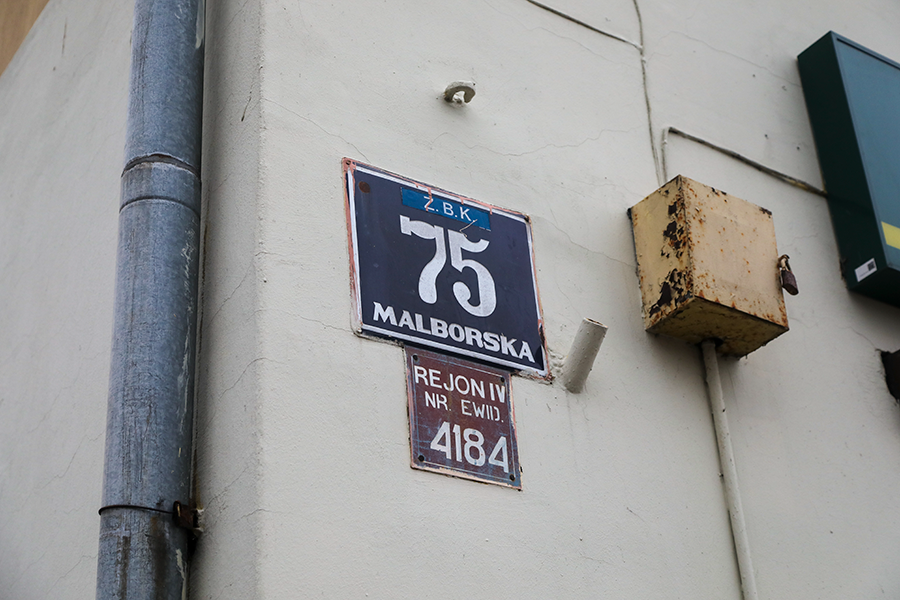 Z.B.K.
75
MALBORSKA
REJON IV
NR. EWID.
4184